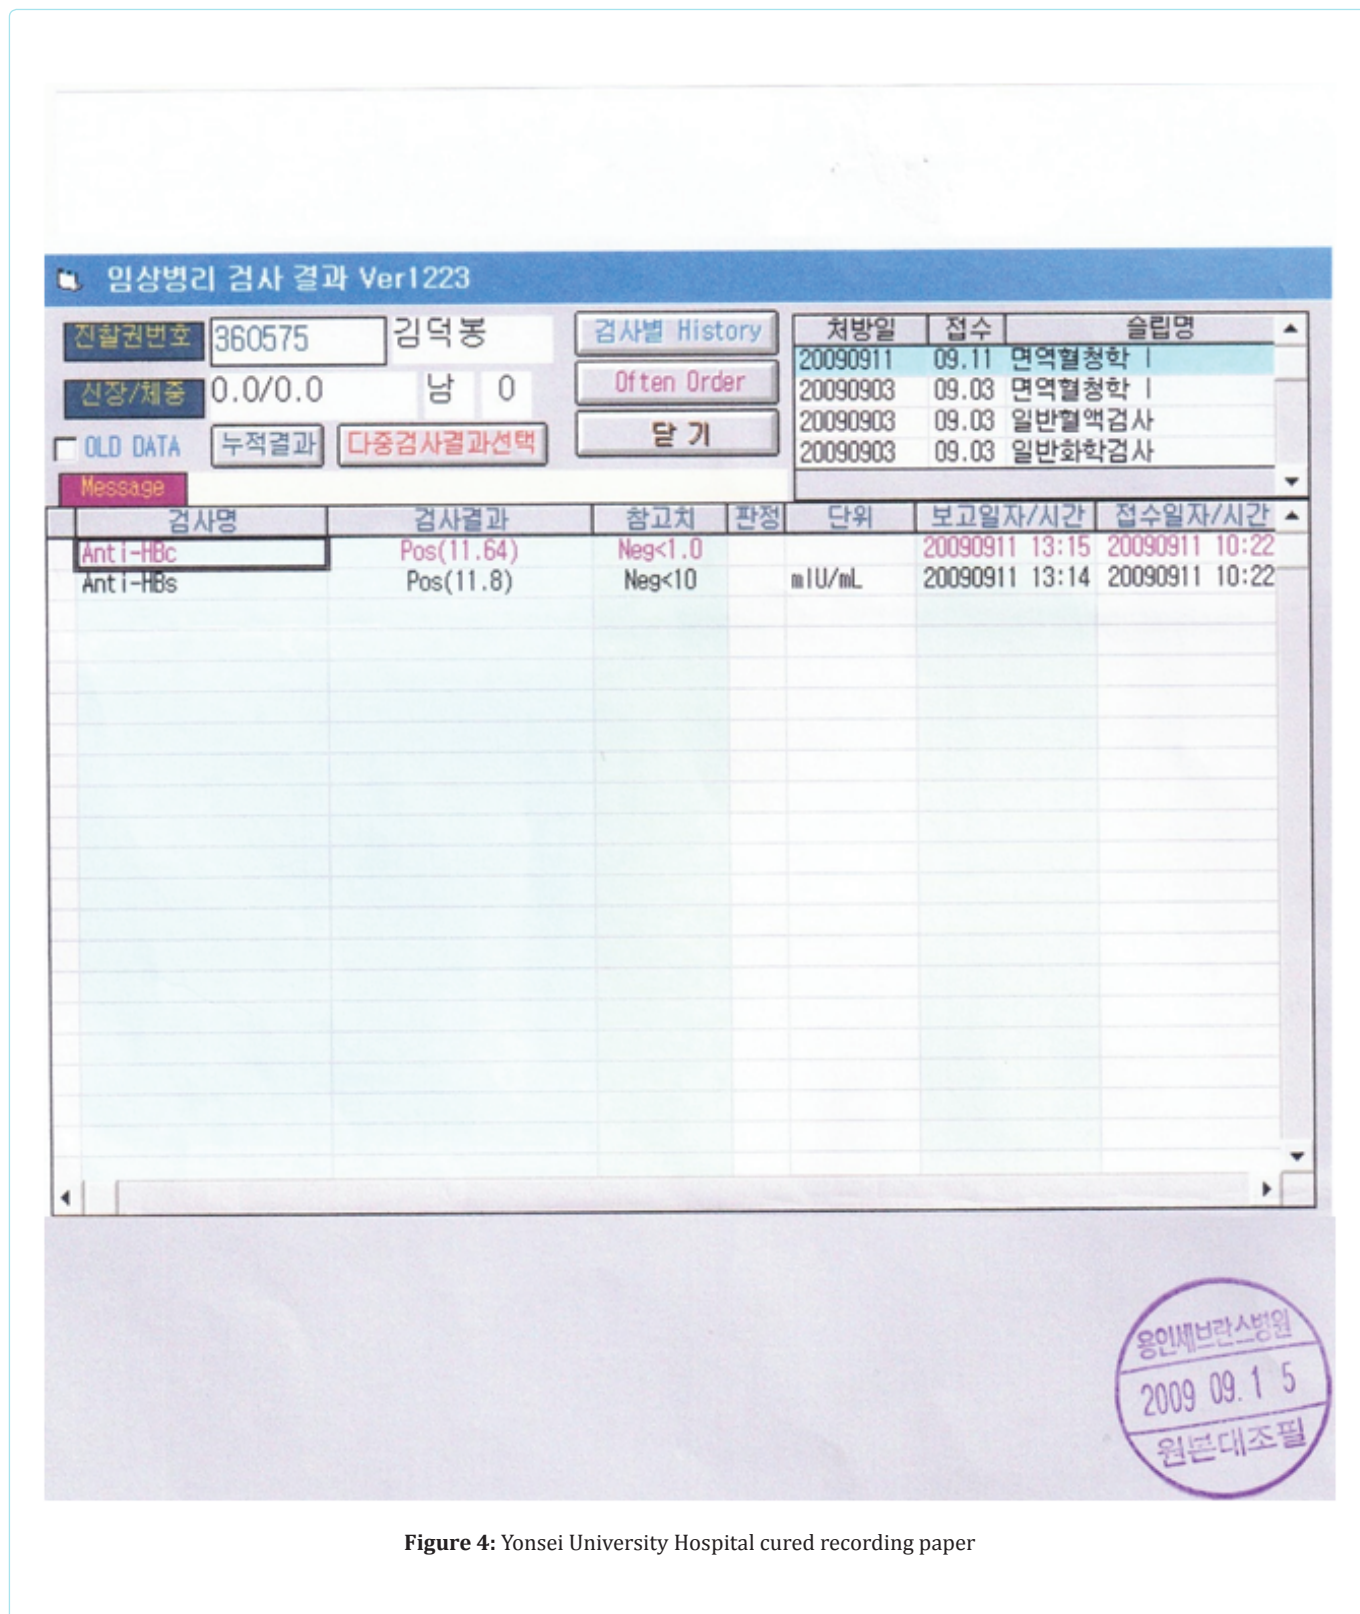 임상병리 검사 결과 Ver1223
진찰권번호 360575 김덕봉 검사별 History
신장/체중 0.0/0.0 남 0 Often Order
OLD DATA 누적결과 다중검사결과선택 닫 기
Message
처방일 접수 슬립명
20090911 09.11 면역혈청학 I
20090903 09.03 면역혈청학 I
20090903 09.03 일반혈액검사
20090903 09.03 일반화학검사
검사명 검사결과 참고치 판정 단위 보고일자/시간 접수일자/시간
Anti-HBc Pos(11.64) Neg<1.0 20090911 13:15 20090911 10:22
Anti-HBs Pos(11.8) Neg<10 mIU/mL 20090911 13:14 20090911 10:22
용인세브란스병원
2009 09. 1 5
원본대조필
Figure 4: Yonsei University Hospital cured recording paper